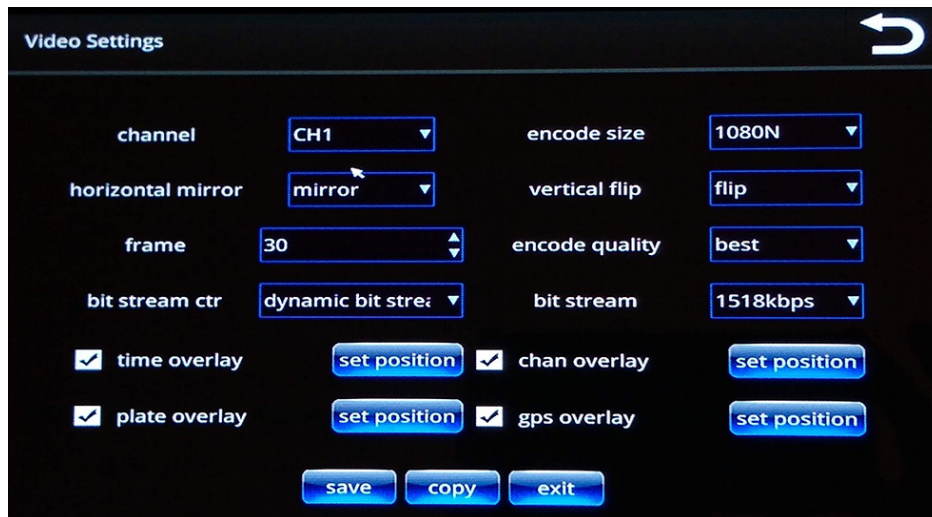 Video Settings
channel CH1 encode size 1080N
horizontal mirror mirror vertical flip flip
frame 30 encode quality best
bit stream ctr dynamic bit strea bit stream 1518kbps
time overlay set position chan overlay set position
plate overlay set position gps overlay set position
save copy exit